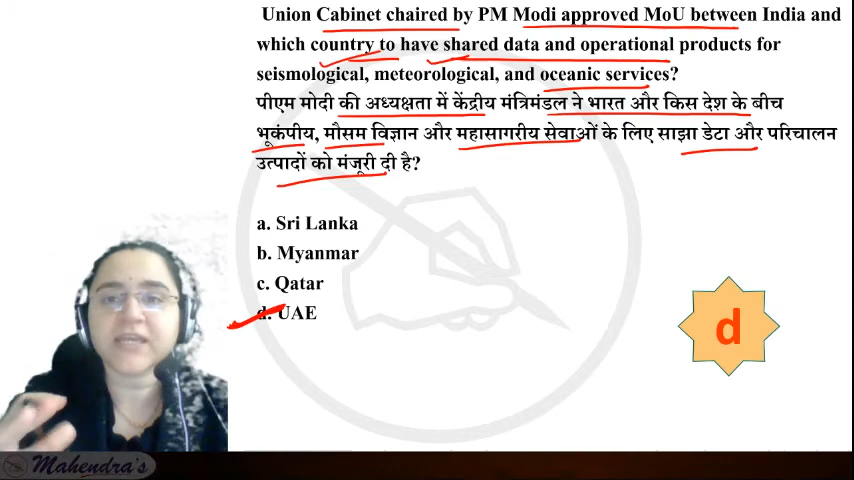 Union Cabinet chaired by PM Modi approved MoU between India and
which country to have shared data and operational products for
seismological, meteorological, and oceanic services?
पीएम मोदी की अध्यक्षता में केंद्रीय मंत्रिमंडल ने भारत और किस देश के बीच
भूकंपीय, मौसम विज्ञान और महासागरीय सेवाओं के लिए साझा डेटा और परिचालन
उत्पादों को मंजूरी दी है?
a. Sri Lanka
b. Myanmar
c. Qatar
d. UAE
d
Mahendra's